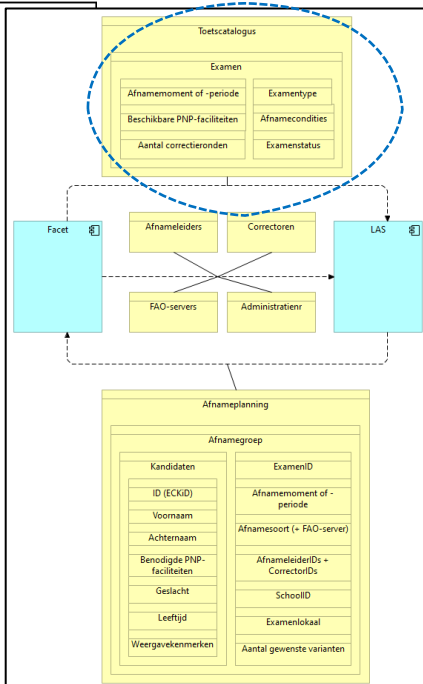 Toetscatalogus
Examen
Afnamemoment of -periode
Examentype
Beschikbare PNP-faciliteiten
Afnamecondities
Aantal correctieronden
Examenstatus
Facet
Afnameleiders
Correctoren
LAS
FAO-servers
Administratienr
Afnameplanning
Afnamegroep
Kandidaten
ID (ECKiD)
Voornaam
Achternaam
Benodigde PNP-
faciliteiten
Geslacht
Leeftijd
Weergavekenmerken
ExamenID
Afnamemoment of -
periode
Afnamesoort (+ FAO-server)
AfnameleiderIDs +
CorrectorIDs
SchoolID
Examenlokaal
Aantal gewenste varianten